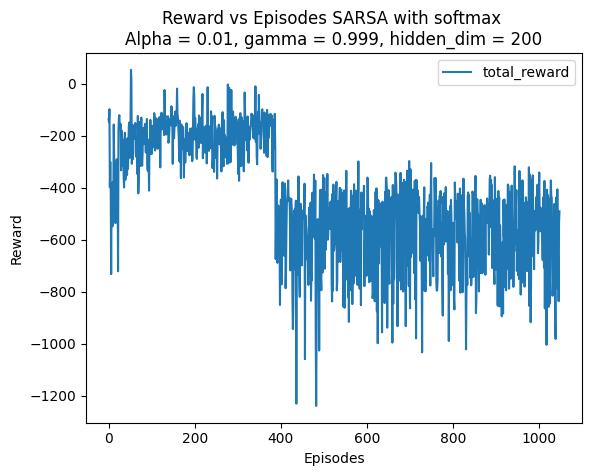 Reward vs Episodes SARSA with softmax
Alpha = 0.01, gamma = 0.999, hidden_dim = 200
total_reward
0
−200
−400
−600
−800
−1000
−1200
Reward
0 200 400 600 800 1000
Episodes